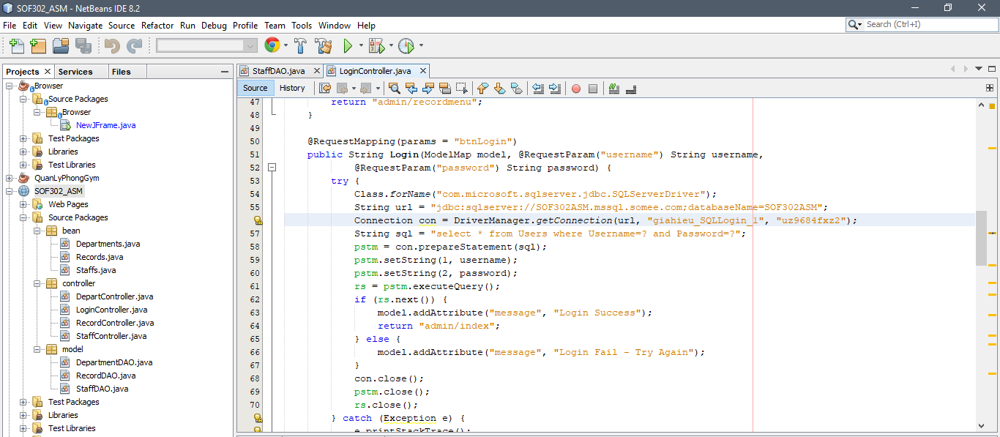 SOF302_ASM - NetBeans IDE 8.2
File Edit View Navigate Source Refactor Run Debug Profile Team Tools Window Help
Search (Ctrl+I)
Projects Services Files
Browser
Source Packages
Browser
NewJFrame.java
Test Packages
Libraries
Test Libraries
QuanLyPhongGym
SOF302_ASM
Web Pages
Source Packages
bean
Departments.java
Records.java
Staffs.java
controller
DepartController.java
LoginController.java
RecordController.java
StaffController.java
model
DepartmentDAO.java
RecordDAO.java
StaffDAO.java
Test Packages
Libraries
Test Libraries
StaffDAO.java LoginController.java
Source History
47 return "admin/recordmenu";
48 }
49
50 @RequestMapping(params = "btnLogin")
51 public String Login(ModelMap model, @RequestParam("username") String username,
52 @RequestParam("password") String password) {
53 try {
54 Class.forName("com.microsoft.sqlserver.jdbc.SQLServerDriver");
55 String url = "jdbc:sqlserver://SOF302ASM.mssql.somee.com;databaseName=SOF302ASM";
Connection con = DriverManager.getConnection(url, "giahieu_SQLLogin_1", "uz9684fxz2");
57 String sql = "select * from Users where Username=? and Password=?";
58 pstm = con.prepareStatement(sql);
59 pstm.setString(1, username);
60 pstm.setString(2, password);
61 rs = pstm.executeQuery();
62 if (rs.next()) {
63 model.addAttribute("message", "Login Success");
64 return "admin/index";
65 } else {
66 model.addAttribute("message", "Login Fail - Try Again");
67 }
68 con.close();
69 pstm.close();
70 rs.close();
} catch (Exception e) {
e.printStackTrace();